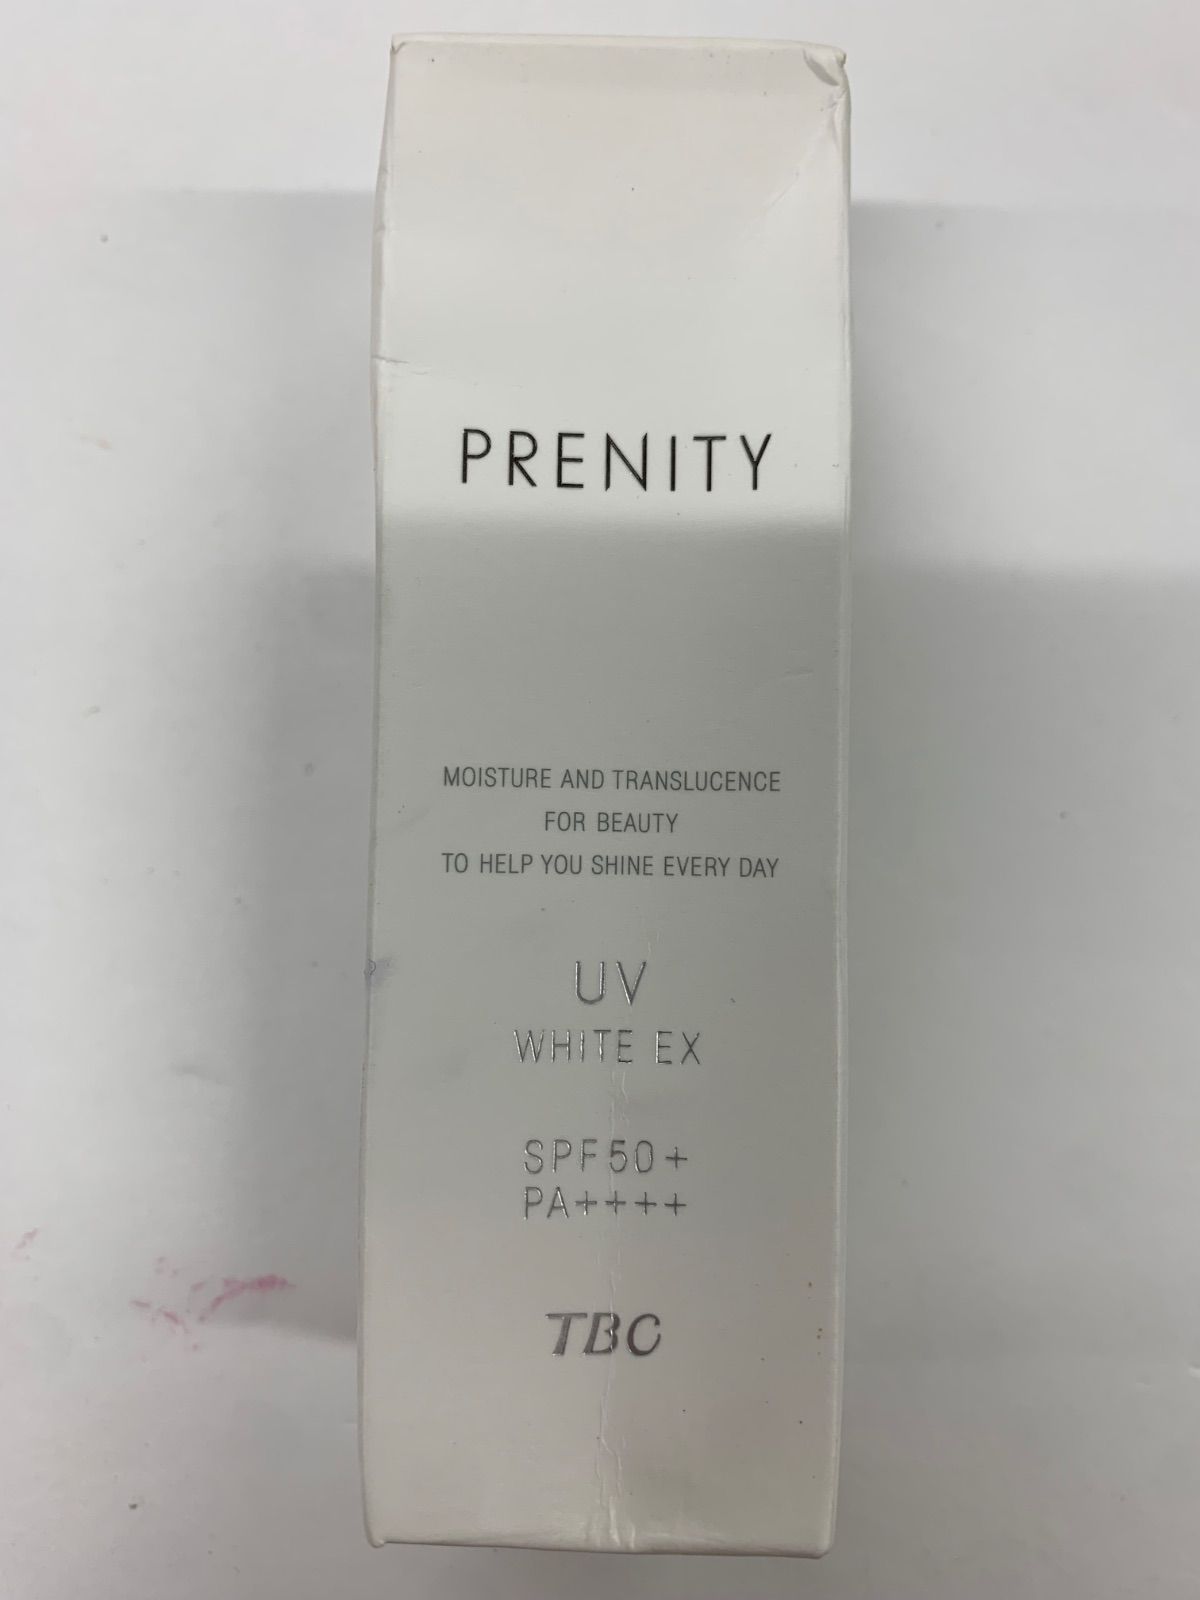 PRENITY
MOISTURE AND TRANSLUCENCE
FOR BEAUTY
TO HELP YOU SHINE EVERY DAY
UV
WHITE EX
SPF50+
PA++++
TBC